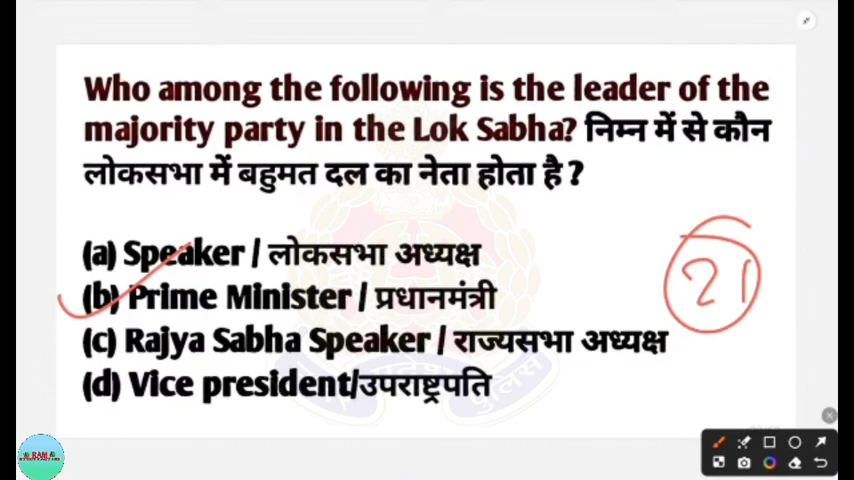 Who among the following is the leader of the
majority party in the Lok Sabha? निम्न में से कौन
लोकसभा में बहुमत दल का नेता होता है ?
(a) Speaker / लोकसभा अध्यक्ष
(b) Prime Minister / प्रधानमंत्री
(c) Rajya Sabha Speaker / राज्यसभा अध्यक्ष
(d) Vice president/उपराष्ट्रपति
21
RAM